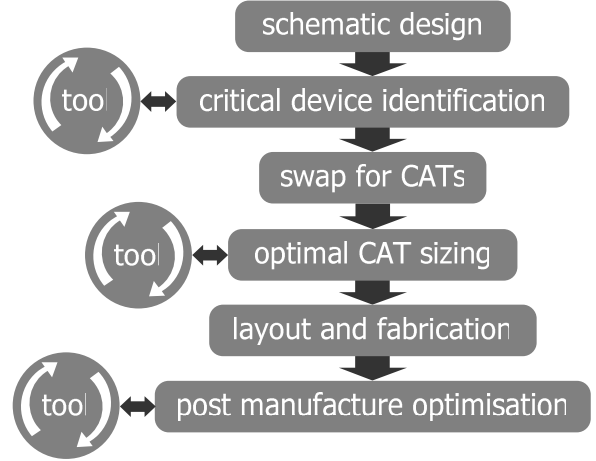 schematic design
tool
critical device identification
swap for CATs
tool
optimal CAT sizing
layout and fabrication
tool
post manufacture optimisation